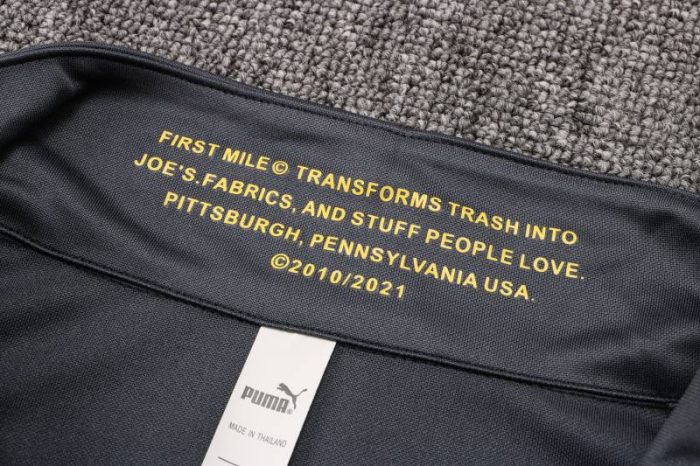 FIRST MILE© TRANSFORMS TRASH INTO
JOE'S.FABRICS, AND STUFF PEOPLE LOVE.
PITTSBURGH, PENNSYLVANIA USA.
©2010/2021
PUMA
MADE IN THAILAND